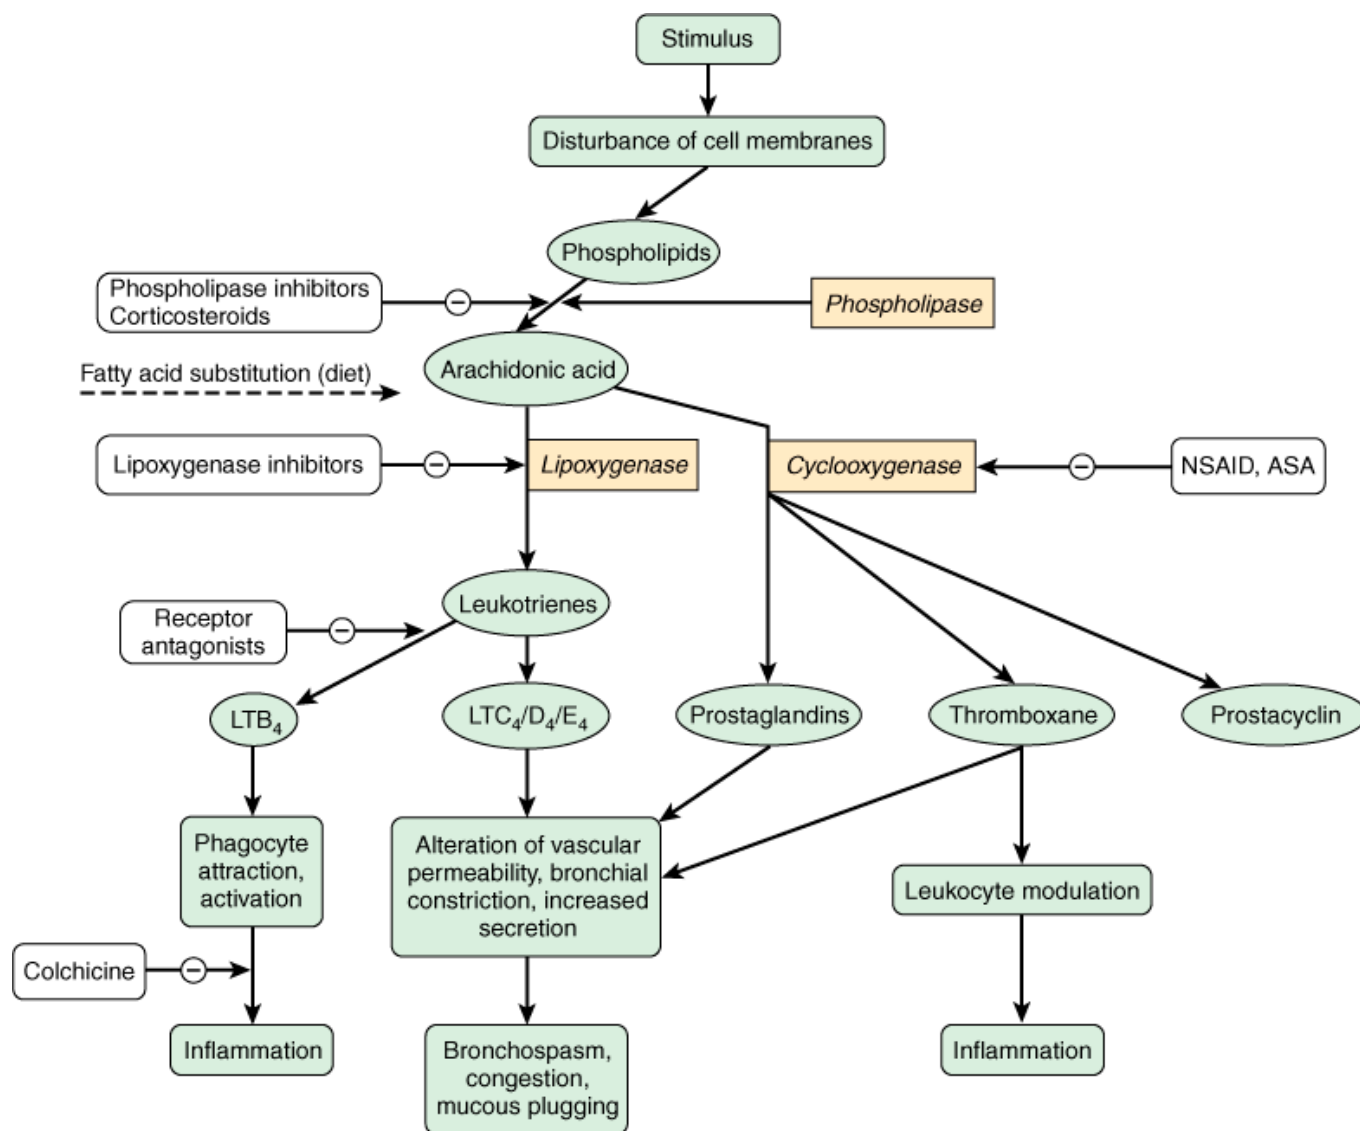 Stimulus
Disturbance of cell membranes
Phospholipids
Phospholipase inhibitors
Corticosteroids
−
Phospholipase
Arachidonic acid
Fatty acid substitution (diet)
Lipoxygenase inhibitors
−
Lipoxygenase
Cyclooxygenase
−
NSAID, ASA
Leukotrienes
Receptor
antagonists
−
LTB₄
LTC₄/D₄/E₄
Prostaglandins
Thromboxane
Prostacyclin
Phagocyte
attraction,
activation
Alteration of vascular
permeability, bronchial
constriction, increased
secretion
Leukocyte modulation
Colchicine
−
Inflammation
Bronchospasm,
congestion,
mucous plugging
Inflammation